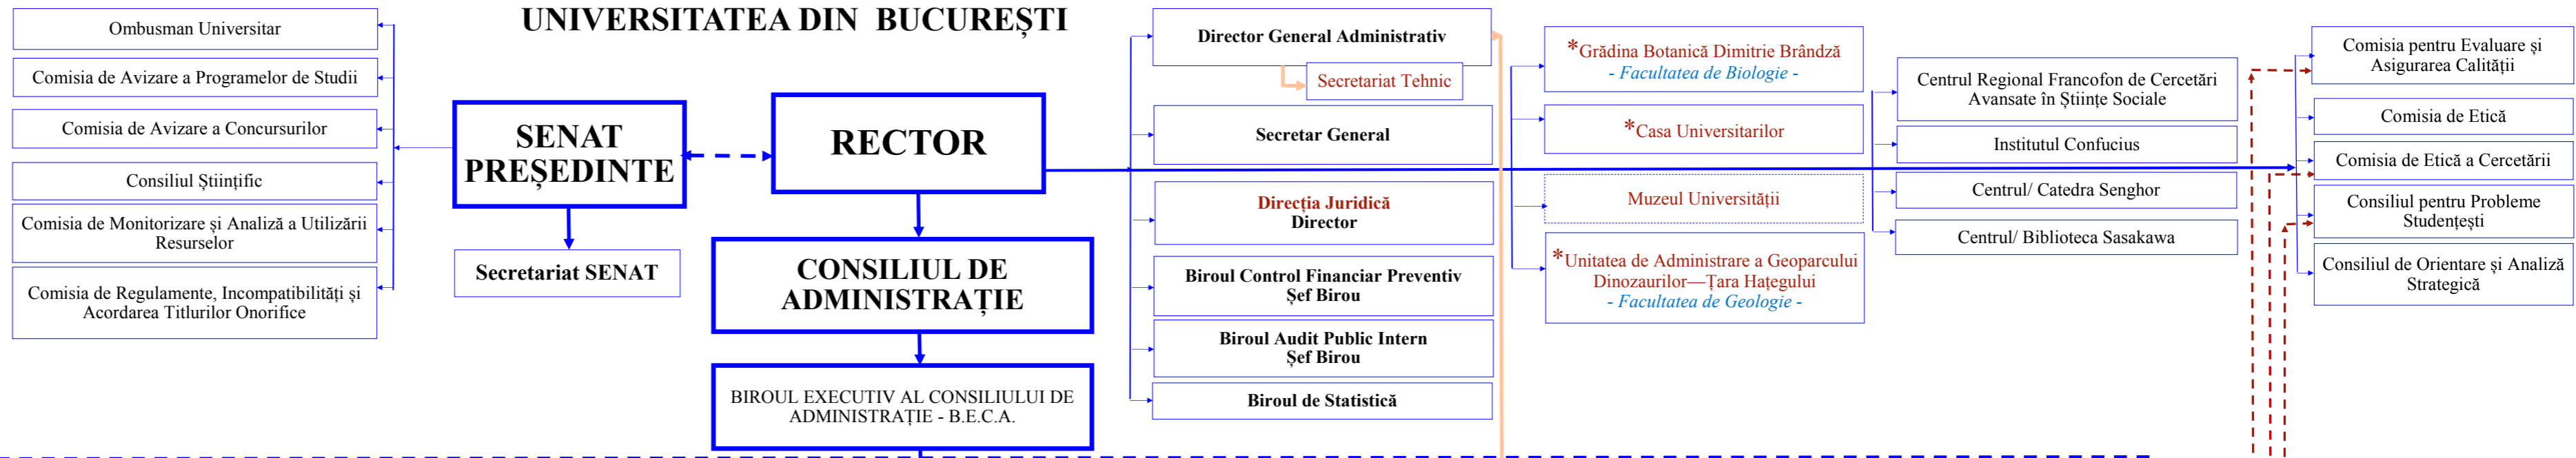 UNIVERSITATEA DIN BUCUREȘTI
Ombusman Universitar
Comisia de Avizare a Programelor de Studii
Comisia de Avizare a Concursurilor
Consiliul Științific
Comisia de Monitorizare și Analiză a Utilizării
Resurselor
Comisia de Regulamente, Incompatibilități și
Acordarea Titlurilor Onorifice
SENAT
PREȘEDINTE
Secretariat SENAT
RECTOR
CONSILIUL DE
ADMINISTRAȚIE
BIROUL EXECUTIV AL CONSILIULUI DE
ADMINISTRAȚIE - B.E.C.A.
Director General Administrativ
Secretariat Tehnic
Secretar General
Direcția Juridică
Director
Biroul Control Financiar Preventiv
Șef Birou
Biroul Audit Public Intern
Șef Birou
Biroul de Statistică
*Grădina Botanică Dimitrie Brândză
- Facultatea de Biologie -
*Casa Universitarilor
Muzeul Universității
*Unitatea de Administrare a Geoparcului
Dinozaurilor—Țara Hațegului
- Facultatea de Geologie -
Centrul Regional Francofon de Cercetări
Avansate în Științe Sociale
Institutul Confucius
Centrul/ Catedra Senghor
Centrul/ Biblioteca Sasakawa
Comisia pentru Evaluare și
Asigurarea Calității
Comisia de Etică
Comisia de Etică a Cercetării
Consiliul pentru Probleme
Studențești
Consiliul de Orientare și Analiză
Strategică